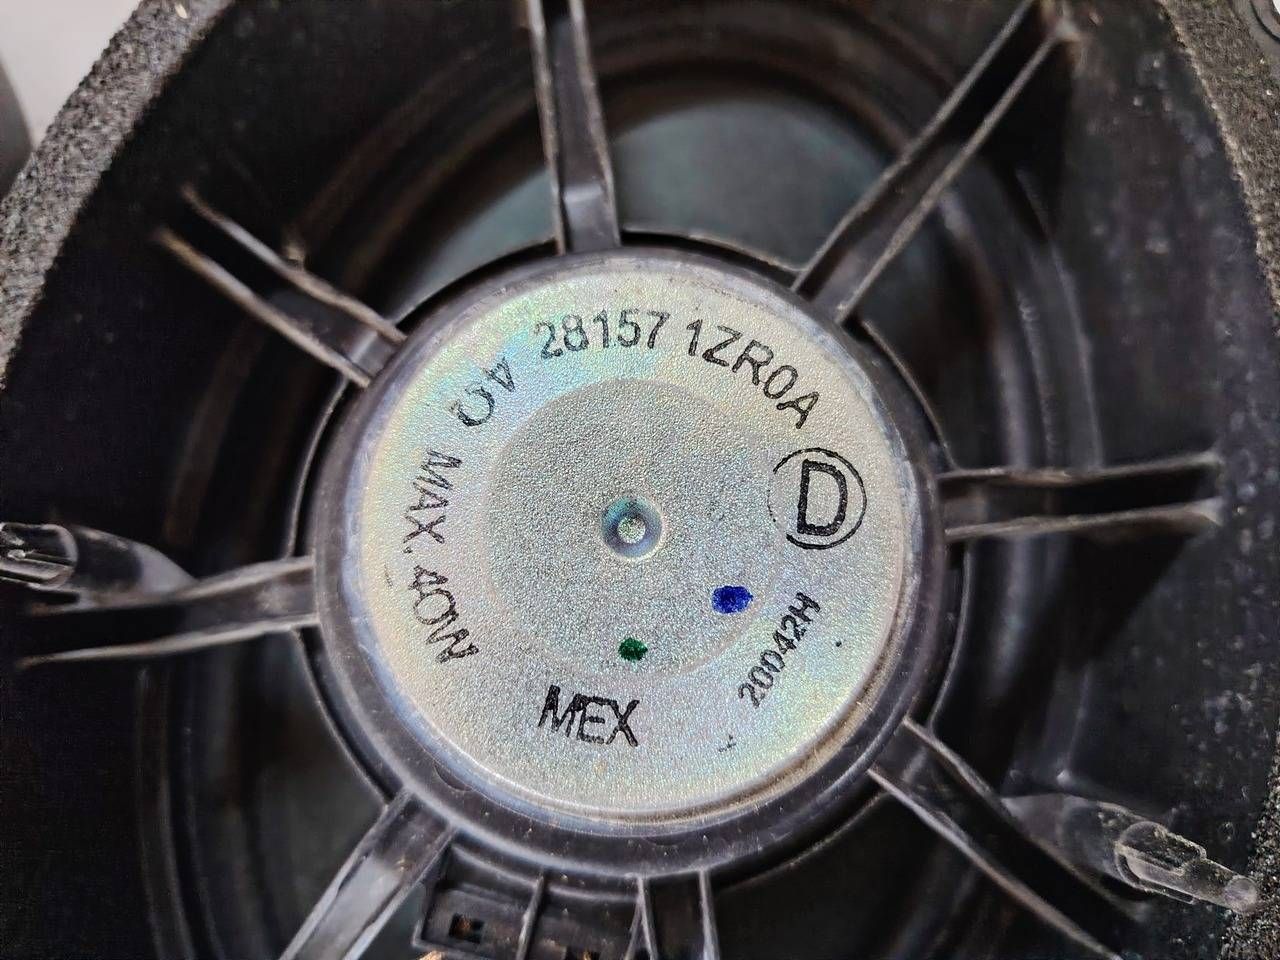 4Ω 28157 1ZR0A
D
MAX. 40W
20042H
MEX